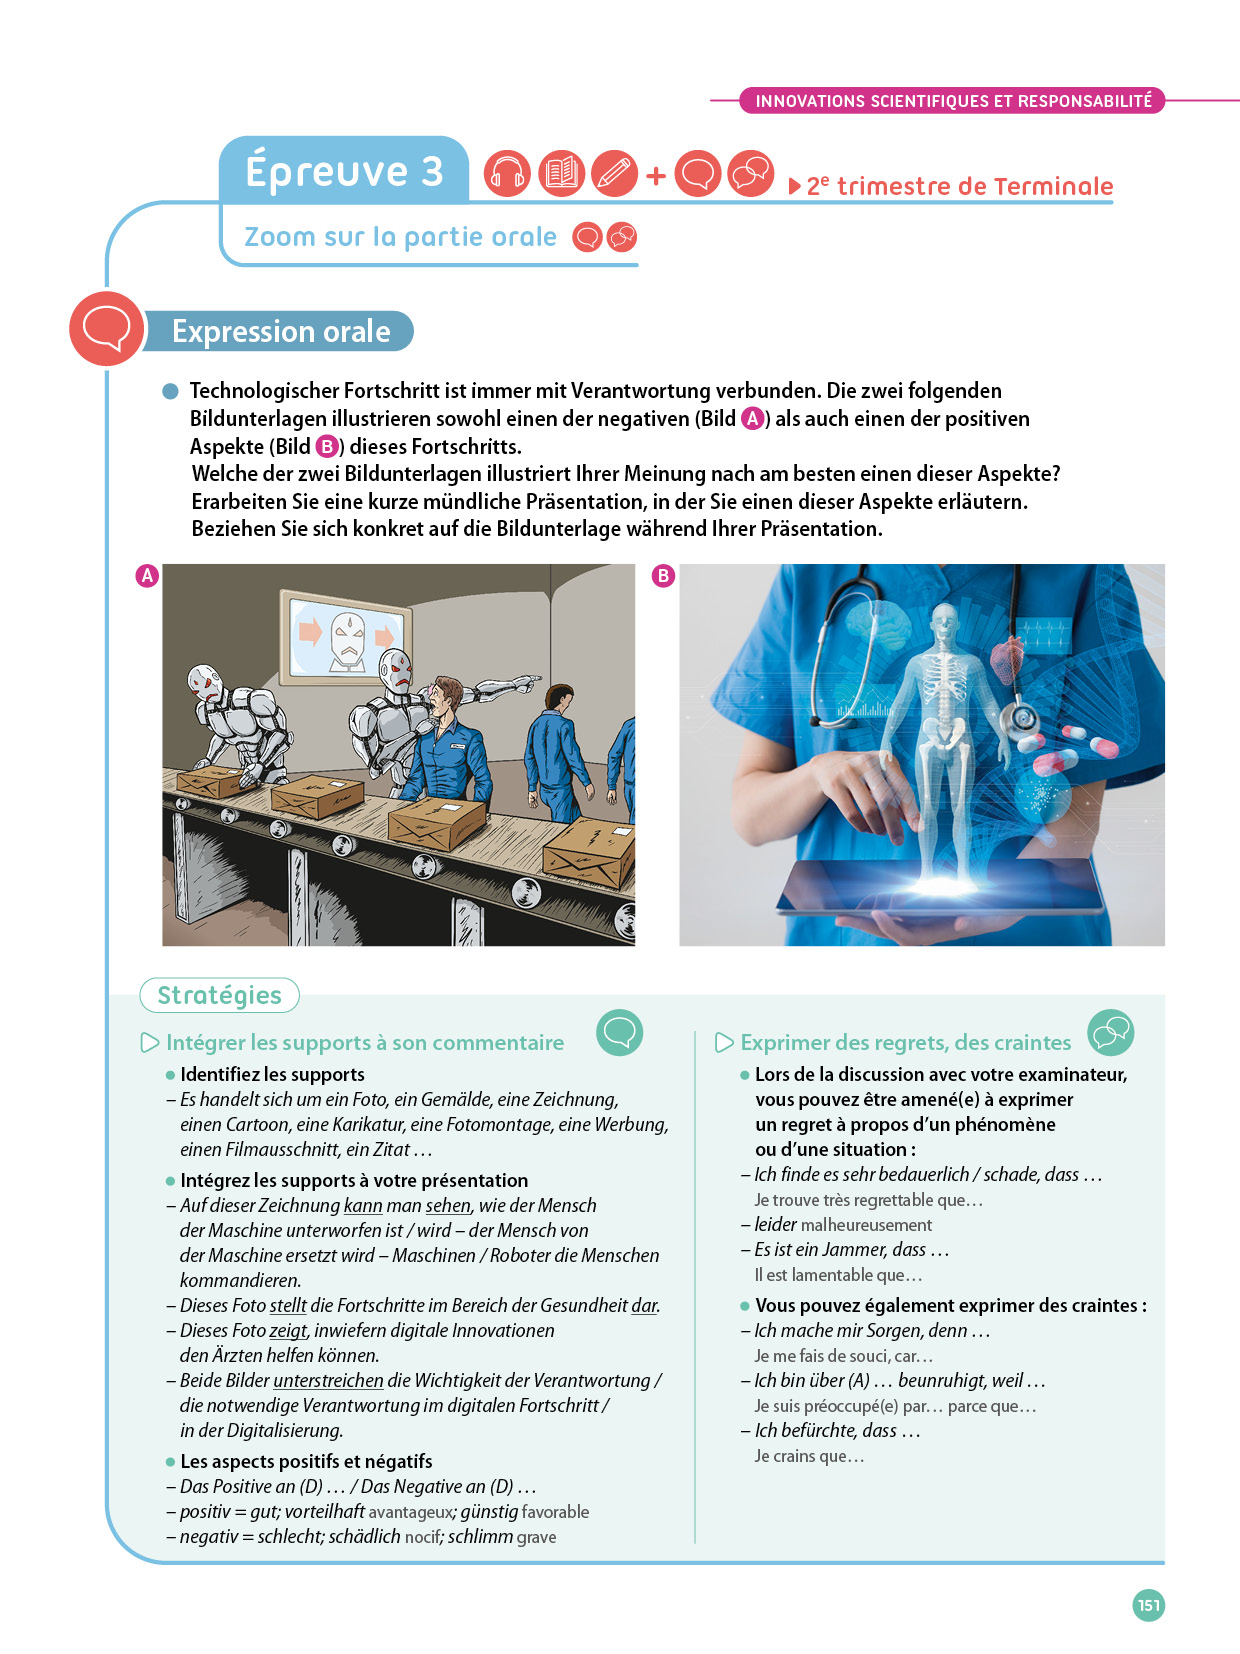 INNOVATIONS SCIENTIFIQUES ET RESPONSABILITÉ
Épreuve 3
+
2e trimestre de Terminale
Zoom sur la partie orale
Expression orale
Technologischer Fortschritt ist immer mit Verantwortung verbunden. Die zwei folgenden
Bildunterlagen illustrieren sowohl einen der negativen (Bild A) als auch einen der positiven
Aspekte (Bild B) dieses Fortschritts.
Welche der zwei Bildunterlagen illustriert Ihrer Meinung nach am besten einen dieser Aspekte?
Erarbeiten Sie eine kurze mündliche Präsentation, in der Sie einen dieser Aspekte erläutern.
Beziehen Sie sich konkret auf die Bildunterlage während Ihrer Präsentation.
A
B
Stratégies
Intégrer les supports à son commentaire
Identifiez les supports
– Es handelt sich um ein Foto, ein Gemälde, eine Zeichnung,
einen Cartoon, eine Karikatur, eine Fotomontage, eine Werbung,
einen Filmausschnitt, ein Zitat …
Intégrez les supports à votre présentation
– Auf dieser Zeichnung kann man sehen, wie der Mensch
der Maschine unterworfen ist / wird – der Mensch von
der Maschine ersetzt wird – Maschinen / Roboter die Menschen
kommandieren.
– Dieses Foto stellt die Fortschritte im Bereich der Gesundheit dar.
– Dieses Foto zeigt, inwiefern digitale Innovationen
den Ärzten helfen können.
– Beide Bilder unterstreichen die Wichtigkeit der Verantwortung /
die notwendige Verantwortung im digitalen Fortschritt /
in der Digitalisierung.
Les aspects positifs et négatifs
– Das Positive an (D) … / Das Negative an (D) …
– positiv = gut; vorteilhaft avantageux; günstig favorable
– negativ = schlecht; schädlich nocif; schlimm grave
Exprimer des regrets, des craintes
Lors de la discussion avec votre examinateur,
vous pouvez être amené(e) à exprimer
un regret à propos d'un phénomène
ou d'une situation :
– Ich finde es sehr bedauerlich / schade, dass …
Je trouve très regrettable que…
– leider malheureusement
– Es ist ein Jammer, dass …
Il est lamentable que…
Vous pouvez également exprimer des craintes :
– Ich mache mir Sorgen, denn …
Je me fais de souci, car…
– Ich bin über (A) … beunruhigt, weil …
Je suis préoccupé(e) par… parce que…
– Ich befürchte, dass …
Je crains que…
151